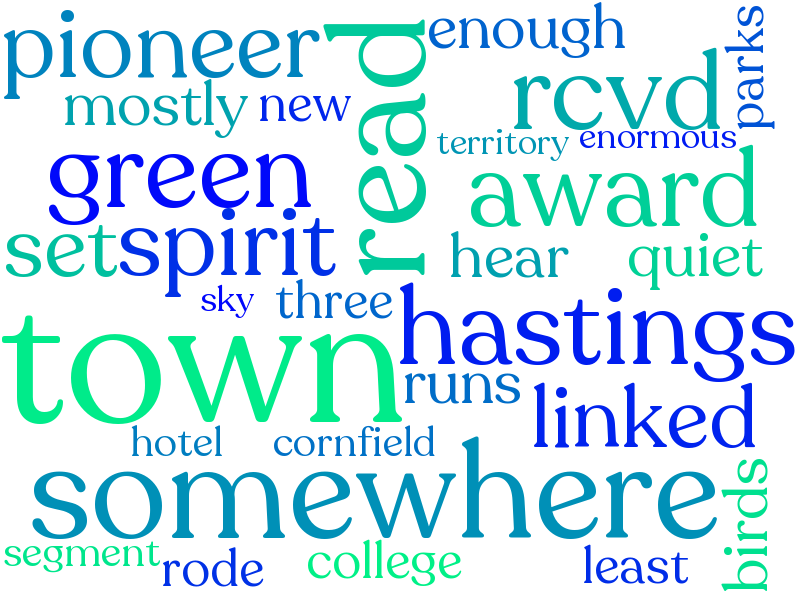 pioneer
read
enough
parks
mostly
new
rcvd
territory
enormous
green
award
set
spirit
hear
quiet
sky
three
hastings
town
runs
linked
hotel
cornfield
somewhere
birds
segment
rode
college
least